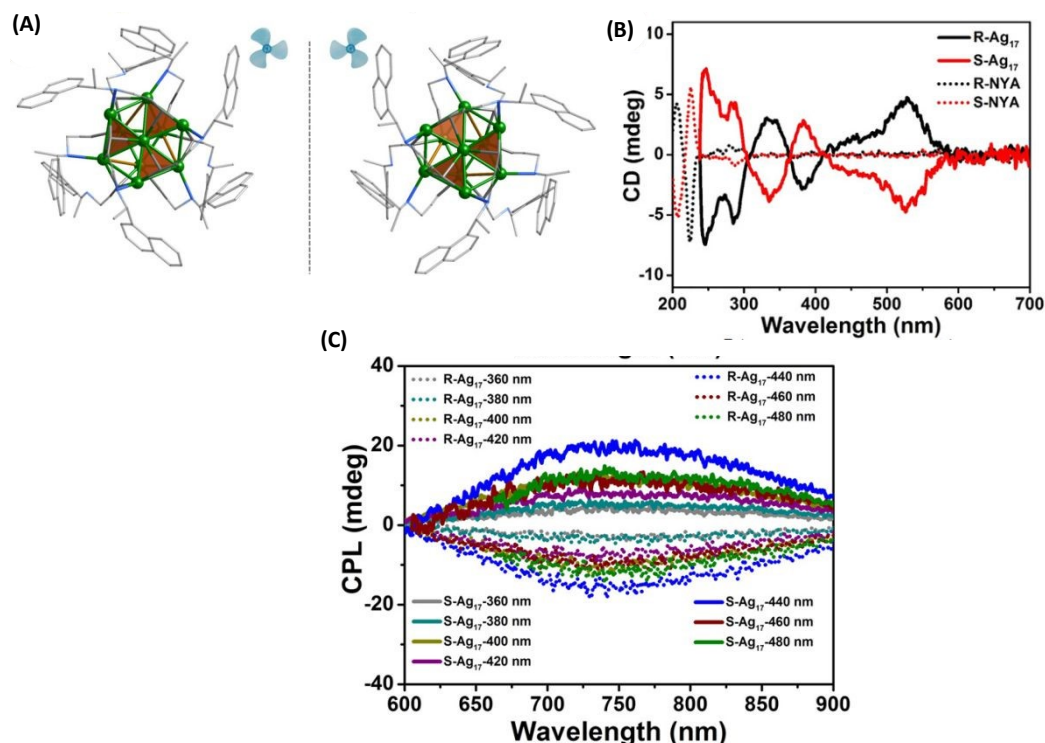 (A)
(B)
10
5
0
-5
-10
CD (mdeg)
R-Ag₁₇
S-Ag₁₇
R-NYA
S-NYA
200 300 400 500 600 700
Wavelength (nm)
(C)
40
20
0
-20
-40
CPL (mdeg)
R-Ag₁₇-360 nm
R-Ag₁₇-380 nm
R-Ag₁₇-400 nm
R-Ag₁₇-420 nm
R-Ag₁₇-440 nm
R-Ag₁₇-460 nm
R-Ag₁₇-480 nm
S-Ag₁₇-360 nm
S-Ag₁₇-380 nm
S-Ag₁₇-400 nm
S-Ag₁₇-420 nm
S-Ag₁₇-440 nm
S-Ag₁₇-460 nm
S-Ag₁₇-480 nm
600 650 700 750 800 850 900
Wavelength (nm)